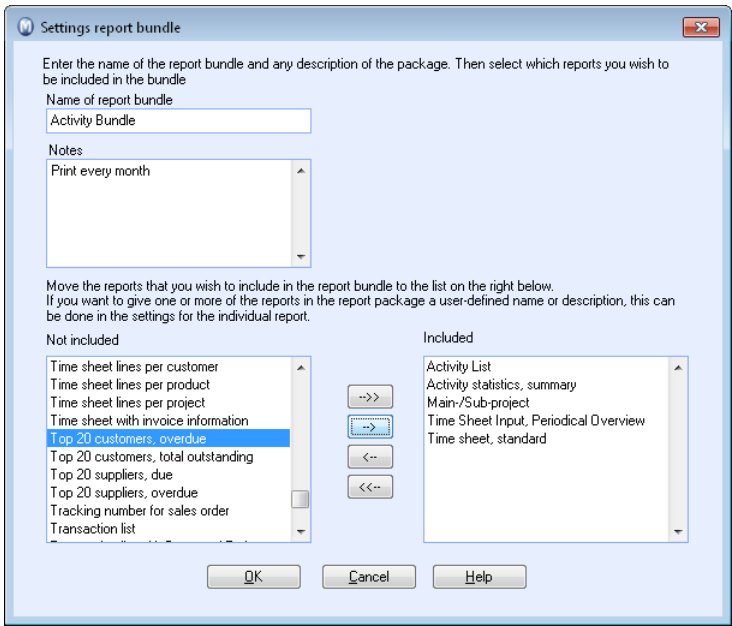 Settings report bundle
Enter the name of the report bundle and any description of the package. Then select which reports you wish to
be included in the bundle
Name of report bundle
Activity Bundle
Notes
Print every month
Move the reports that you wish to include in the report bundle to the list on the right below.
If you want to give one or more of the reports in the report package a user-defined name or description, this can
be done in the settings for the individual report.
Not included
Time sheet lines per customer
Time sheet lines per product
Time sheet lines per project
Time sheet with invoice information
Top 20 customers, overdue
Top 20 customers, total outstanding
Top 20 suppliers, due
Top 20 suppliers, overdue
Tracking number for sales order
Transaction list
-->>
-->
<--
<<--
Included
Activity List
Activity statistics, summary
Main-/Sub-project
Time Sheet Input, Periodical Overview
Time sheet, standard
OK
Cancel
Help